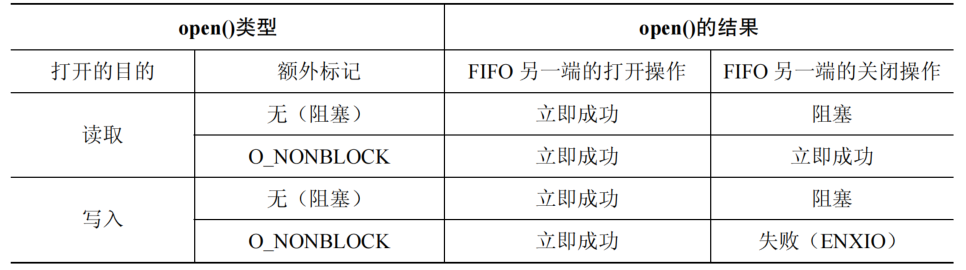 open()类型 open()的结果
打开的目的 额外标记 FIFO 另一端的打开操作 FIFO 另一端的关闭操作
读取 无（阻塞） 立即成功 阻塞
O_NONBLOCK 立即成功 立即成功
写入 无（阻塞） 立即成功 阻塞
O_NONBLOCK 立即成功 失败（ENXIO）